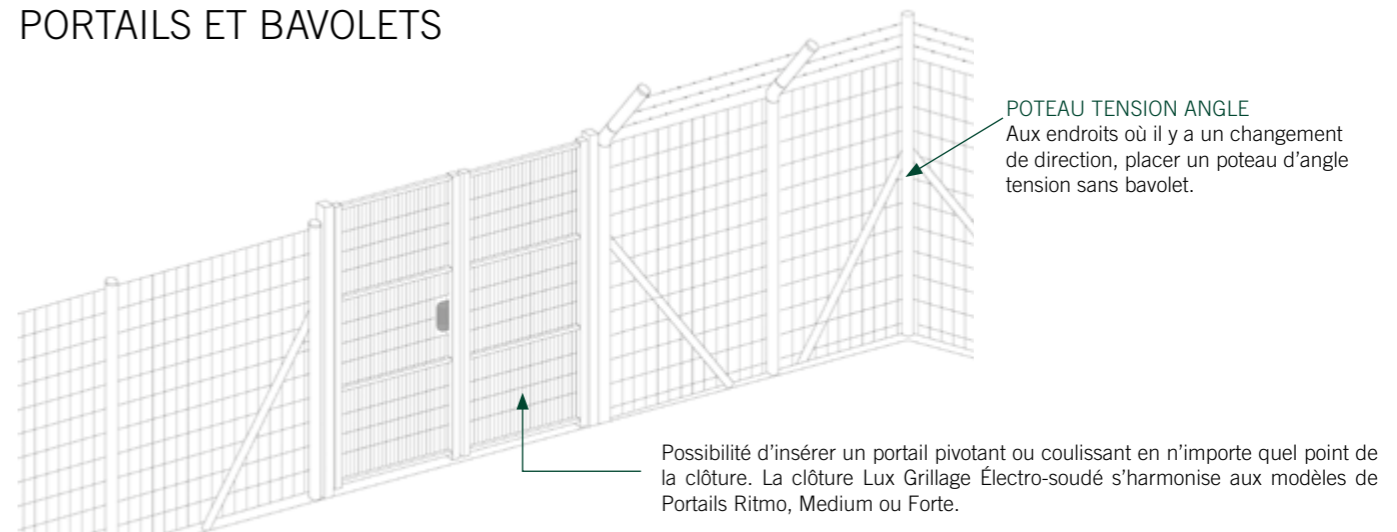 PORTAILS ET BAVOLETS
POTEAU TENSION ANGLE
Aux endroits où il y a un changement
de direction, placer un poteau d’angle
tension sans bavolet.
Possibilité d’insérer un portail pivotant ou coulissant en n’importe quel point de
la clôture. La clôture Lux Grillage Électro-soudé s’harmonise aux modèles de
Portails Ritmo, Medium ou Forte.